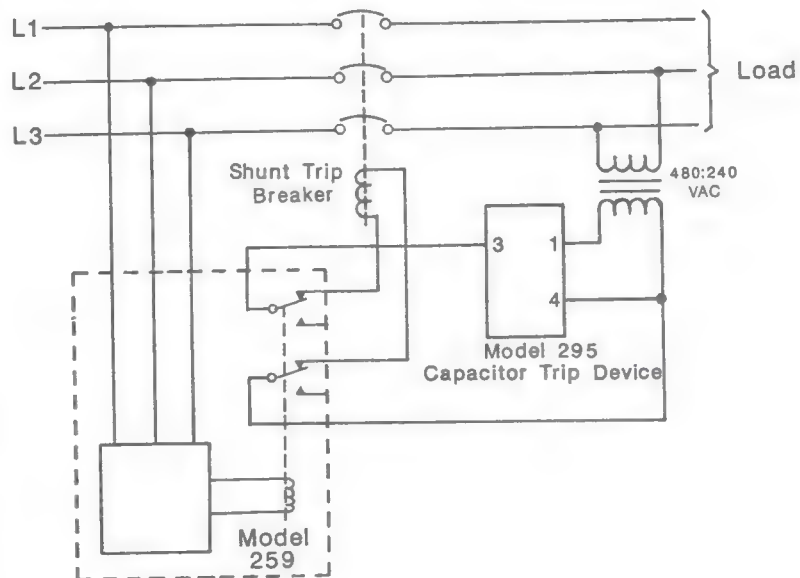 L1
L2
L3
Load
Shunt Trip
Breaker
480:240
VAC
3
1
4
Model 295
Capacitor Trip Device
Model
259